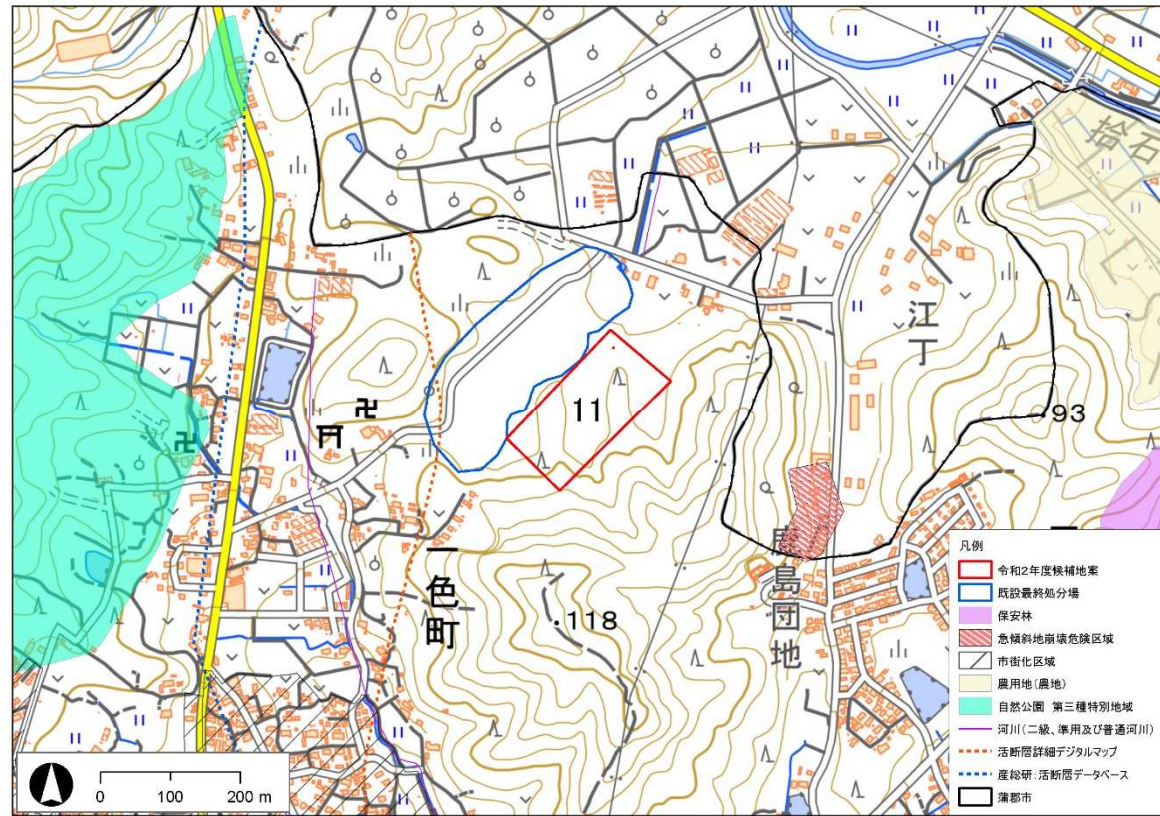 拾石
江丁
93
11
一色町
118
島団地
凡例
令和2年度候補地案
既設最終処分場
保安林
急傾斜地崩壊危険区域
市街化区域
農用地(農地)
自然公園 第三種特別地域
河川(二級、準用及び普通河川)
活断層詳細デジタルマップ
産総研:活断層データベース
蒲郡市
0 100 200 m